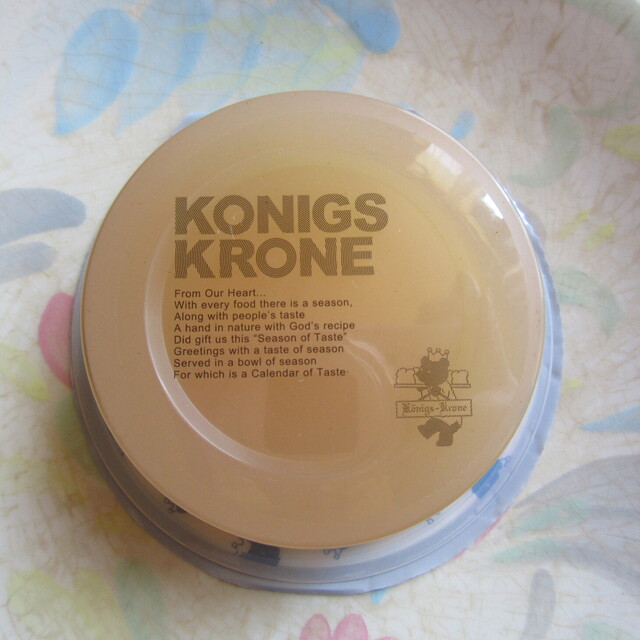 KONIGS
KRONE
From Our Heart...
With every food there is a season,
Along with people's taste
A hand in nature with God's recipe
Did gift us this "Season of Taste"
Greetings with a taste of season
Served in a bowl of season
For which is a Calendar of Taste
Königs-Krone